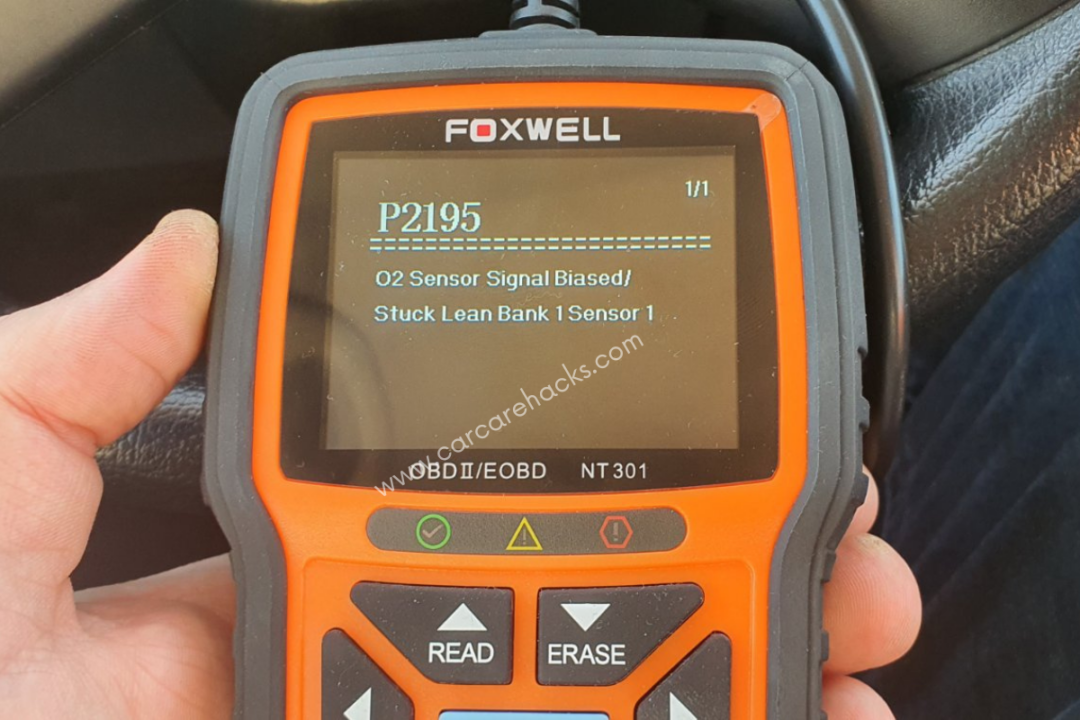 FOXWELL
1/1
P2195
O2 Sensor Signal Biased/
Stuck Lean Bank 1 Sensor 1
www.carcarehacks.com
OBDII/EOBD NT301
READ
ERASE